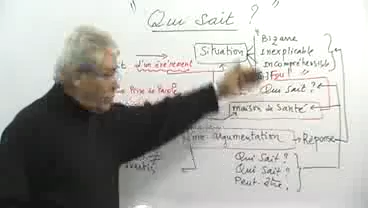 "Qui sait ?"
Situation
Bizarre
Inexplicable
incompréhensible
d'un événement
Fou
Qui sait ?
Prise de Parole
maison de Santé
argumentation
Réponse
Qui Sait ?
Qui Sait ?
Peut-être